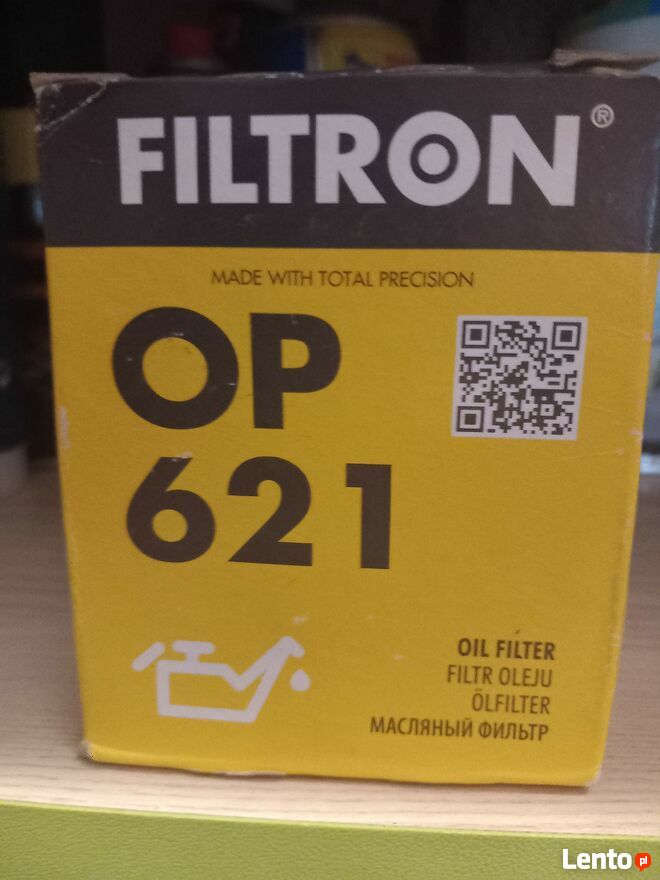 FILTRON®
MADE WITH TOTAL PRECISION
OP
621
OIL FILTER
FILTR OLEJU
ÖLFILTER
МАСЛЯНЫЙ ФИЛЬТР
Lento.pl